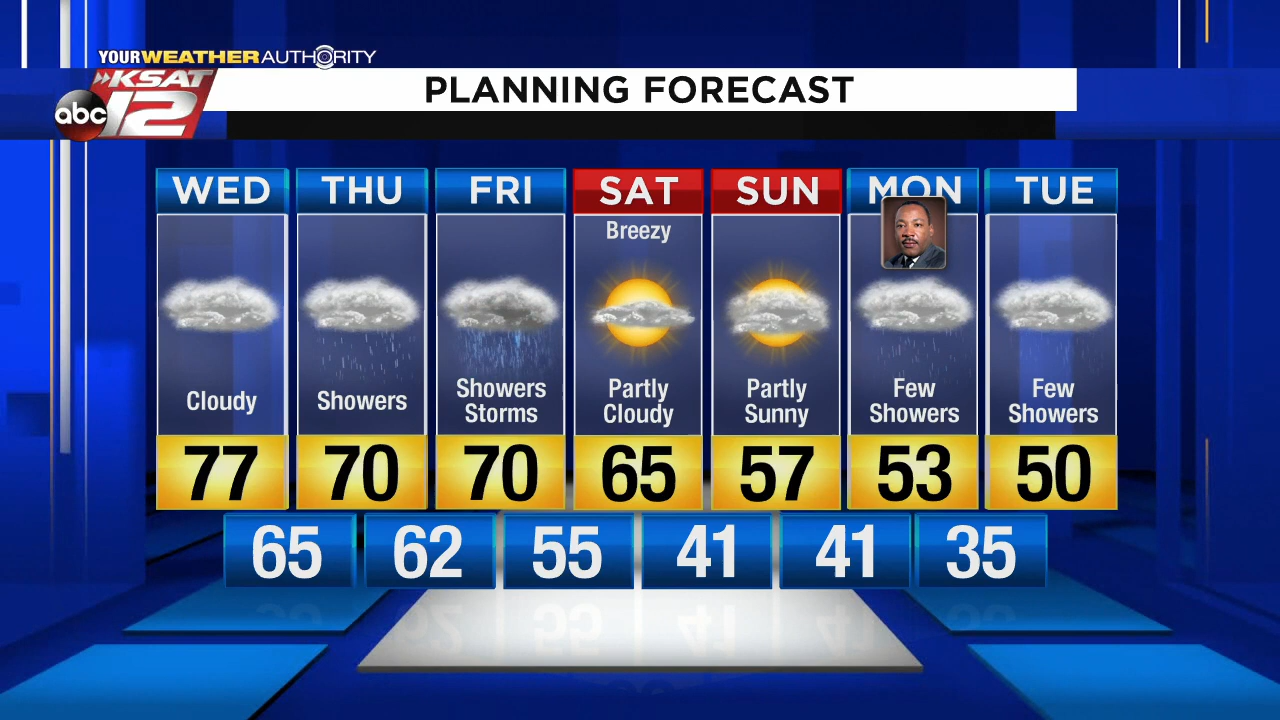 YOUR WEATHER AUTHORITY
KSAT
abc 12
PLANNING FORECAST
WED THU FRI SAT SUN MON TUE
Breezy
Cloudy
Showers
Showers
Storms
Partly
Cloudy
Partly
Sunny
Few
Showers
Few
Showers
77 70 70 65 57 53 50
65 62 55 41 41 35